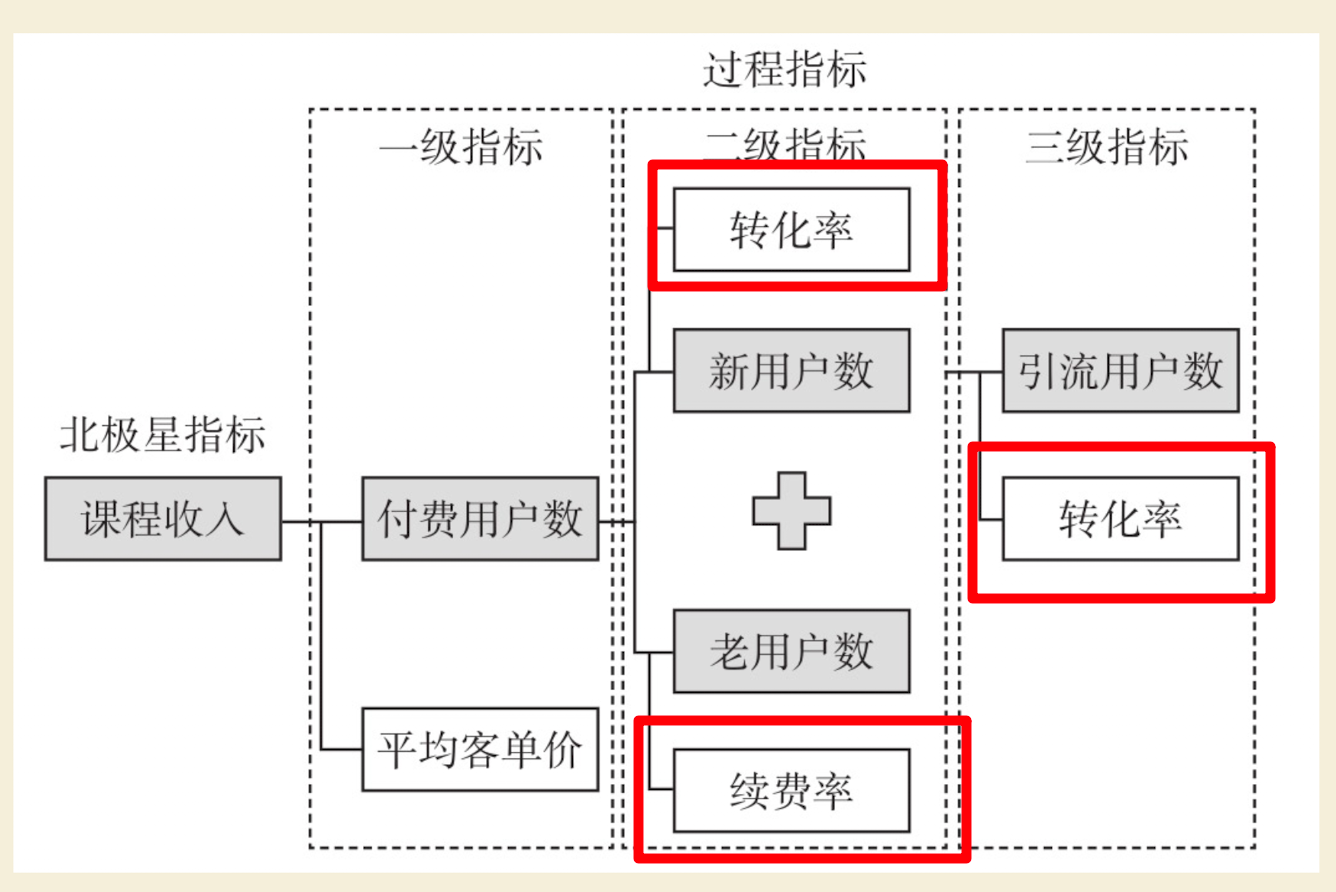 过程指标
一级指标
二级指标
三级指标
转化率
新用户数
引流用户数
北极星指标
课程收入
付费用户数
转化率
老用户数
平均客单价
续费率